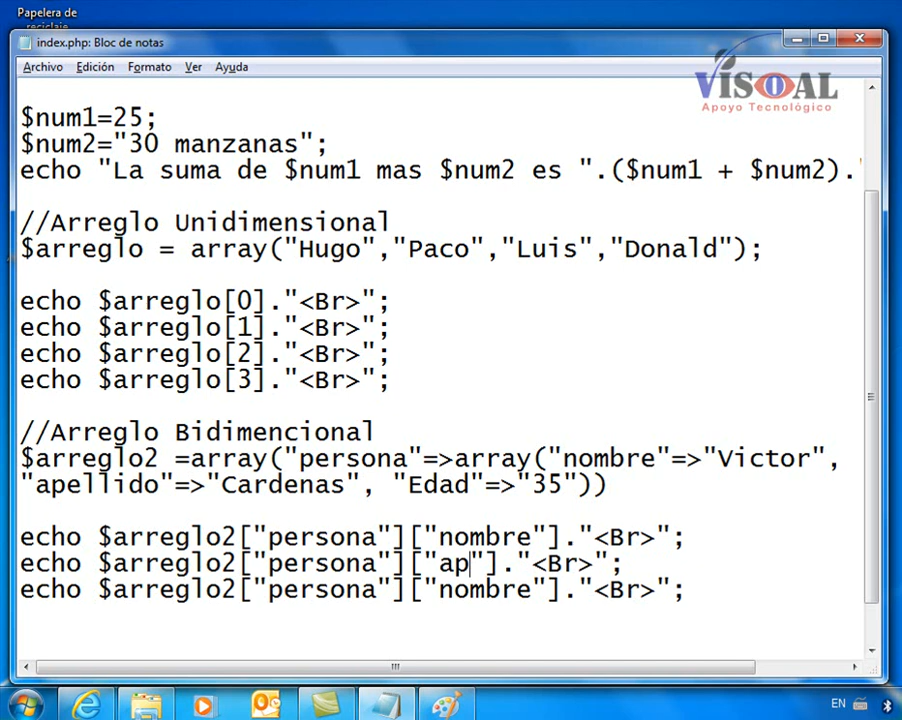 Papelera de
reciclaje
index.php: Bloc de notas
Archivo Edición Formato Ver Ayuda
VISOAL
Apoyo Tecnológico
$num1=25;
$num2="30 manzanas";
echo "La suma de $num1 mas $num2 es ".($num1 + $num2)."
//Arreglo Unidimensional
$arreglo = array("Hugo","Paco","Luis","Donald");
echo $arreglo[0]."<Br>";
echo $arreglo[1]."<Br>";
echo $arreglo[2]."<Br>";
echo $arreglo[3]."<Br>";
//Arreglo Bidimencional
$arreglo2 =array("persona"=>array("nombre"=>"Victor",
"apellido"=>"Cardenas", "Edad"=>"35"))
echo $arreglo2["persona"]["nombre"]."<Br>";
echo $arreglo2["persona"]["ap"]."<Br>";
echo $arreglo2["persona"]["nombre"]."<Br>";
EN